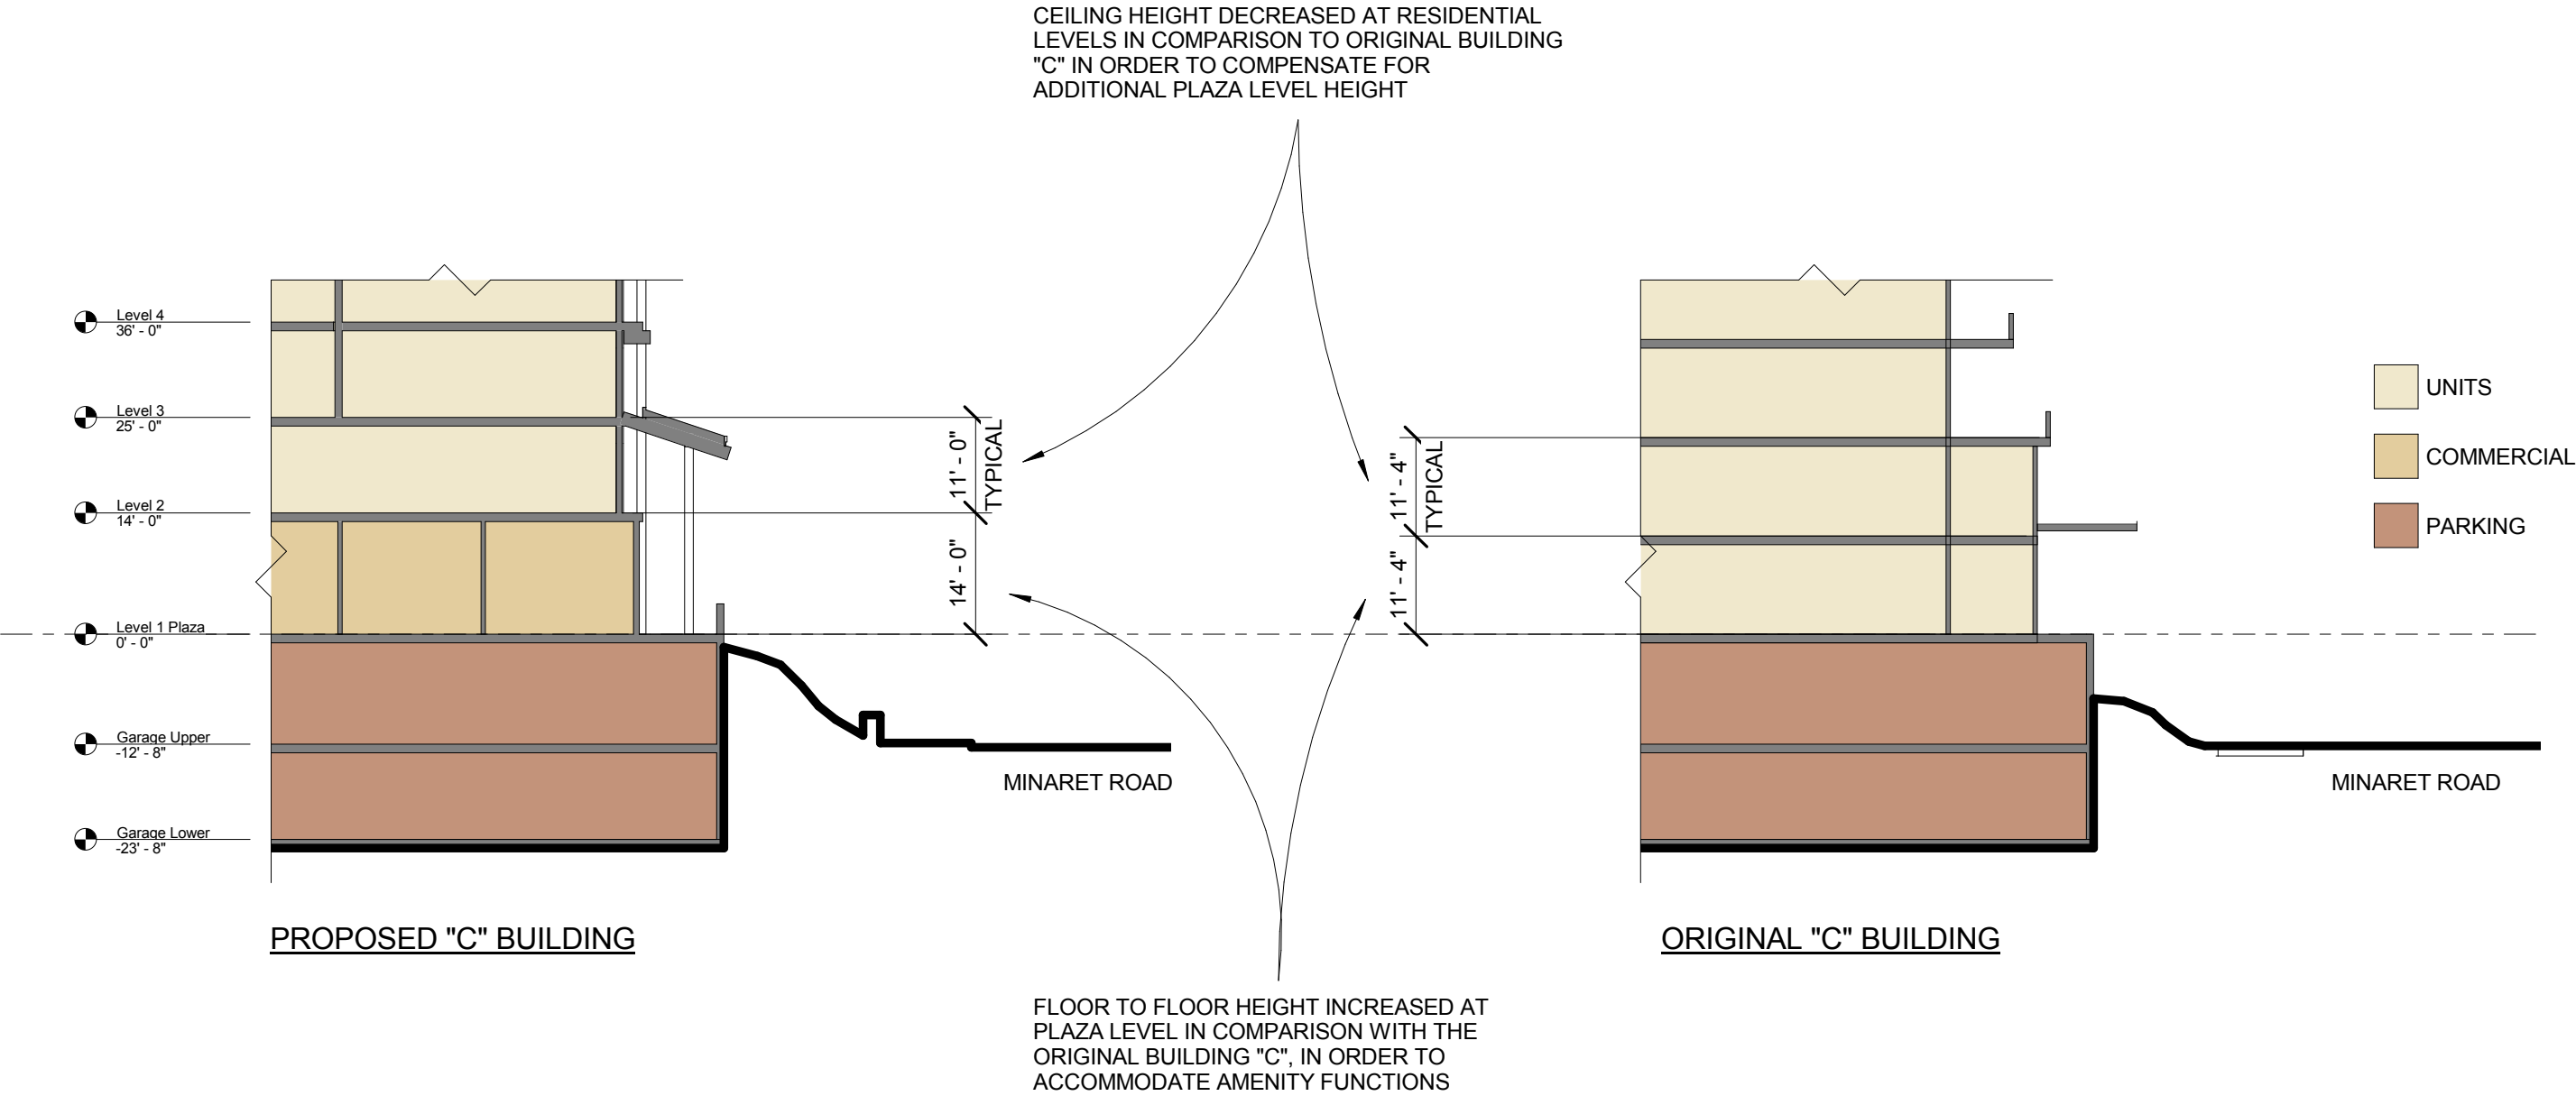 CEILING HEIGHT DECREASED AT RESIDENTIAL
LEVELS IN COMPARISON TO ORIGINAL BUILDING
"C" IN ORDER TO COMPENSATE FOR
ADDITIONAL PLAZA LEVEL HEIGHT
Level 4
36' - 0"
Level 3
25' - 0"
Level 2
14' - 0"
Level 1 Plaza
0' - 0"
Garage Upper
-12' - 8"
Garage Lower
-23' - 8"
11' - 0"
TYPICAL
14' - 0"
MINARET ROAD
PROPOSED "C" BUILDING
11' - 4"
TYPICAL
11' - 4"
MINARET ROAD
ORIGINAL "C" BUILDING
UNITS
COMMERCIAL
PARKING
FLOOR TO FLOOR HEIGHT INCREASED AT
PLAZA LEVEL IN COMPARISON WITH THE
ORIGINAL BUILDING "C", IN ORDER TO
ACCOMMODATE AMENITY FUNCTIONS